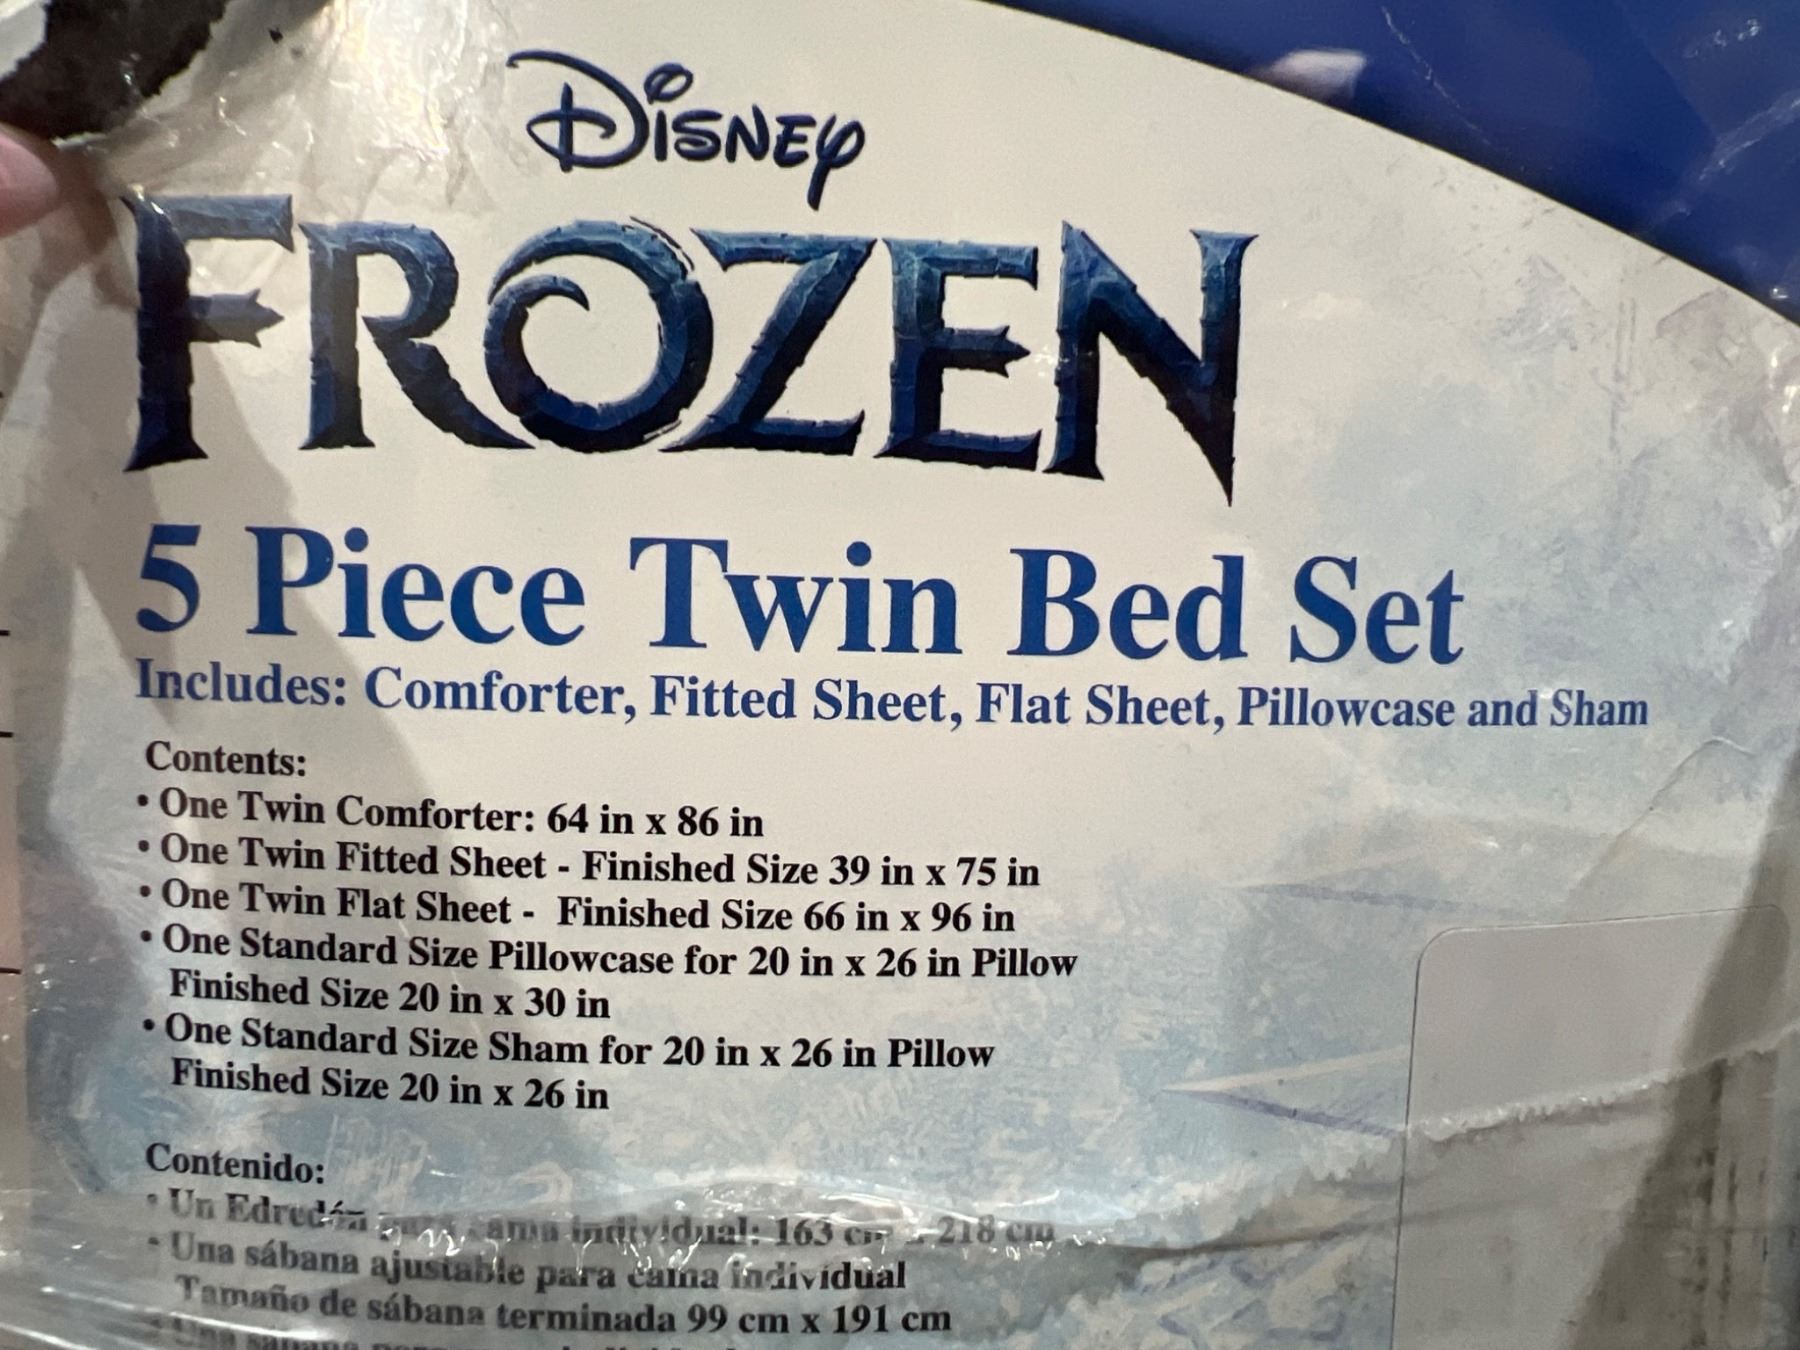 Disney
FROZEN
5 Piece Twin Bed Set
Includes: Comforter, Fitted Sheet, Flat Sheet, Pillowcase and Sham
Contents:
• One Twin Comforter: 64 in x 86 in
• One Twin Fitted Sheet - Finished Size 39 in x 75 in
• One Twin Flat Sheet - Finished Size 66 in x 96 in
• One Standard Size Pillowcase for 20 in x 26 in Pillow
Finished Size 20 in x 30 in
• One Standard Size Sham for 20 in x 26 in Pillow
Finished Size 20 in x 26 in
Contenido:
• Un Edredón para cama individual: 163 cm x 218 cm
• Una sábana ajustable para cama individual
Tamaño de sábana terminada 99 cm x 191 cm